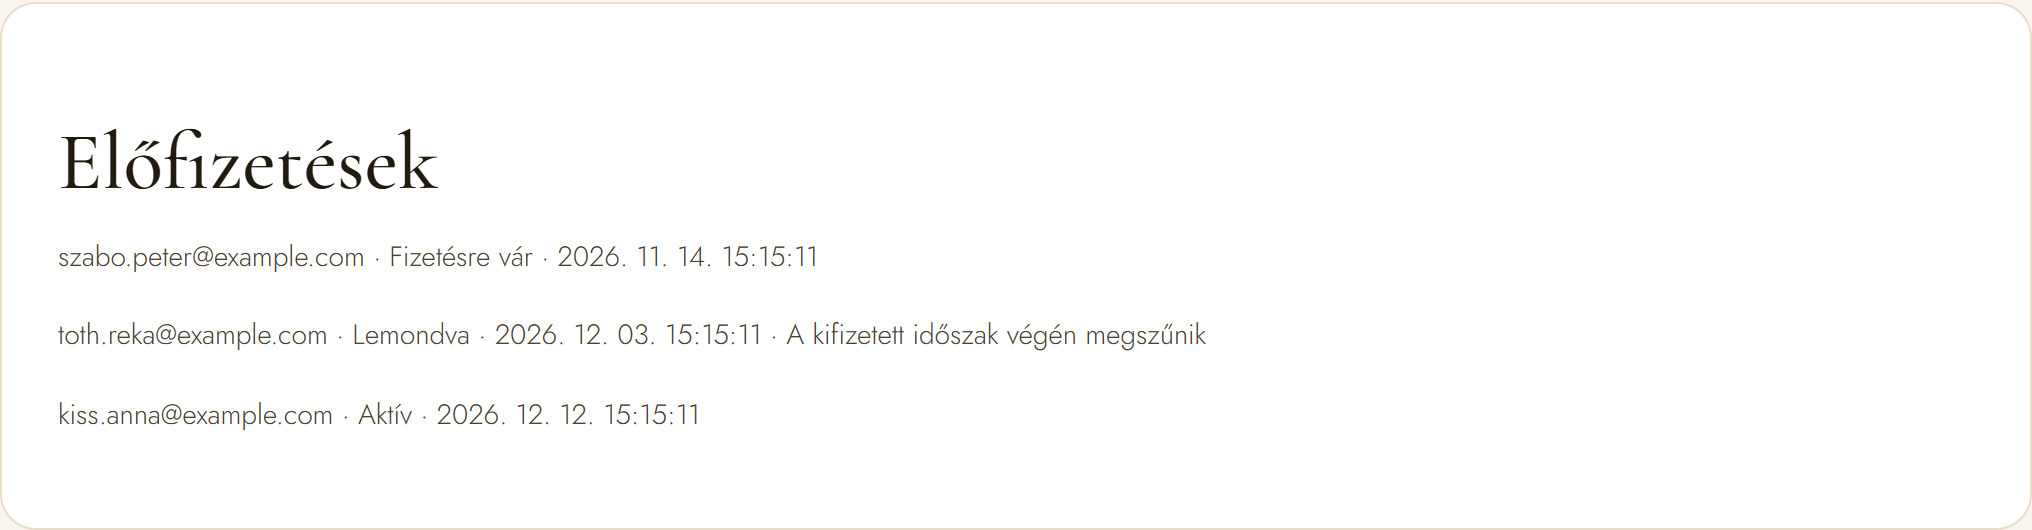 Előfizetések
szabo.peter@example.com · Fizetésre vár · 2026. 11. 14. 15:15:11
toth.reka@example.com · Lemondva · 2026. 12. 03. 15:15:11 · A kifizetett időszak végén megszűnik
kiss.anna@example.com · Aktív · 2026. 12. 12. 15:15:11